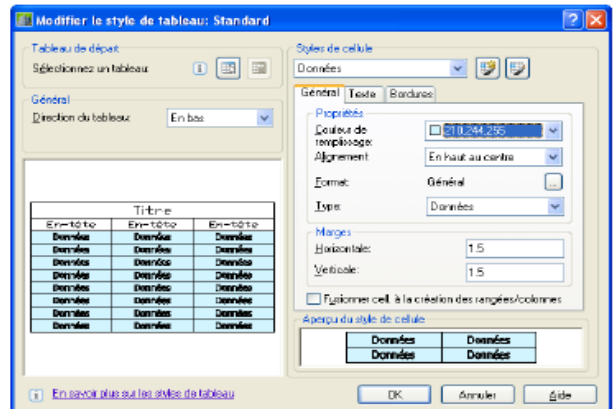 Modifier le style de tableau: Standard
Tableau de départ
Sélectionnez un tableau:
Général
Direction du tableau:
En bas
Titre
En-tête En-tête En-tête
Données Données Données
Données Données Données
Données Données Données
Données Données Données
Données Données Données
Données Données Données
Données Données Données
Données Données Données
En savoir plus sur les styles de tableau
Styles de cellule
Données
Général Texte Bordures
Propriétés
Couleur de remplissage:
210,244,255
Alignement:
En haut au centre
Format:
Général
...
Type:
Données
Marges
Horizontale:
1.5
Verticale:
1.5
Fusionner cell. à la création des rangées/colonnes
Aperçu du style de cellule
Données Données
Données Données
OK Annuler Aide